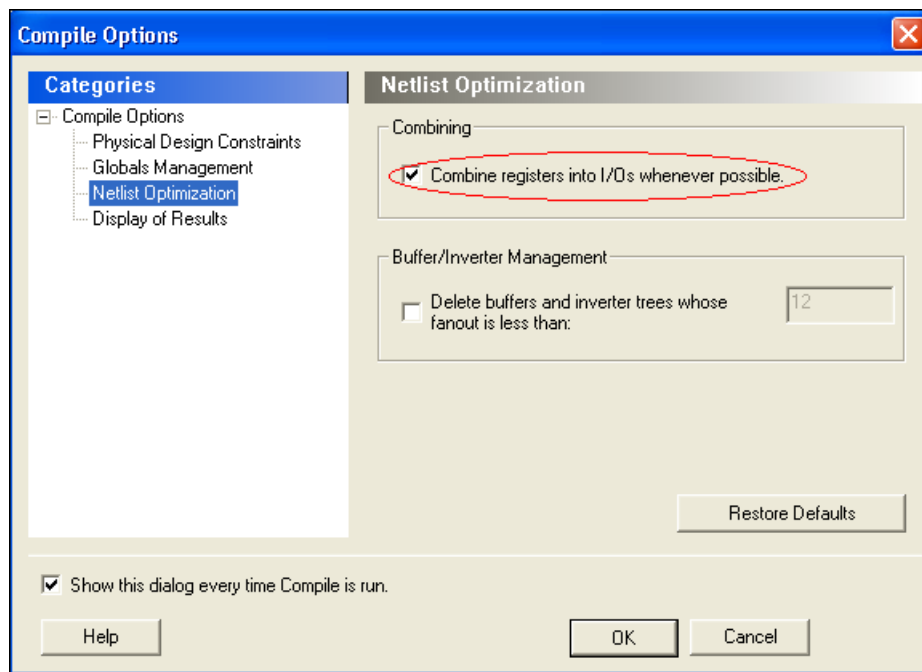 Compile Options
Categories
Compile Options
Physical Design Constraints
Globals Management
Netlist Optimization
Display of Results
Netlist Optimization
Combining
Combine registers into I/Os whenever possible.
Buffer/Inverter Management
Delete buffers and inverter trees whose
fanout is less than:
12
Restore Defaults
Show this dialog every time Compile is run.
Help
OK
Cancel